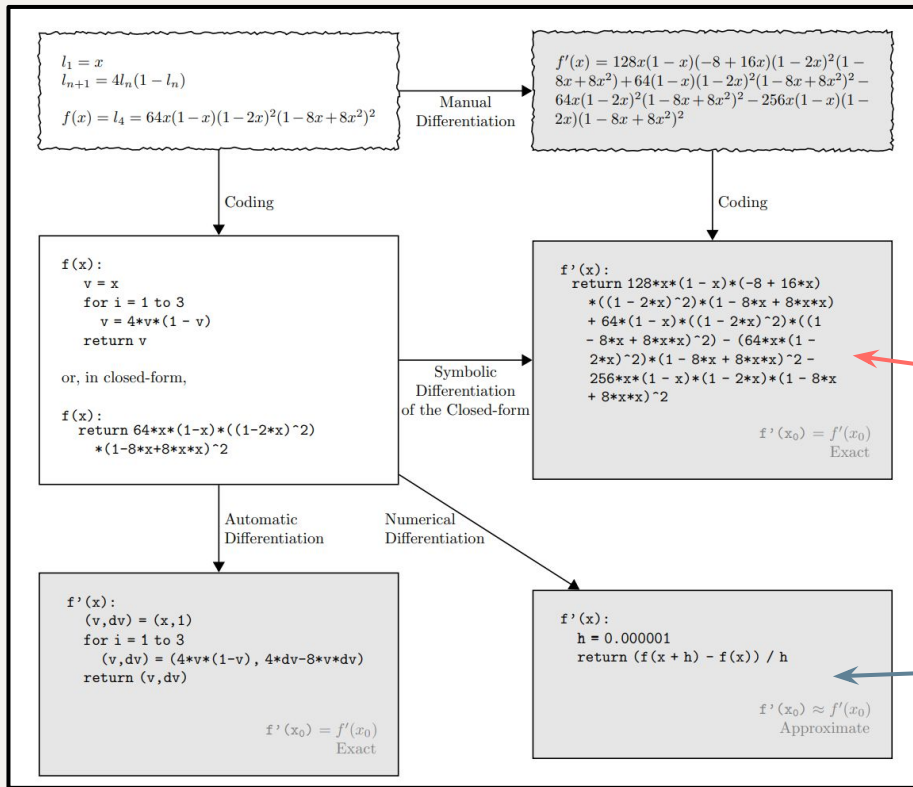 l₁ = x
lₙ₊₁ = 4lₙ(1 − lₙ)
f(x) = l₄ = 64x(1−x)(1−2x)²(1−8x+8x²)²
Manual
Differentiation
f′(x) = 128x(1 − x)(−8 + 16x)(1 − 2x)²(1 −
8x+8x²)+64(1−x)(1−2x)²(1−8x+8x²)²−
64x(1 − 2x)²(1 − 8x + 8x²)² − 256x(1 − x)(1 −
2x)(1 − 8x + 8x²)²
Coding
Coding
f(x):
v = x
for i = 1 to 3
v = 4*v*(1 - v)
return v
or, in closed-form,
f(x):
return 64*x*(1-x)*((1-2*x)^2)
*(1-8*x+8*x*x)^2
Symbolic
Differentiation
of the Closed-form
f'(x):
return 128*x*(1 - x)*(-8 + 16*x)
*((1 - 2*x)^2)*(1 - 8*x + 8*x*x)
+ 64*(1 - x)*((1 - 2*x)^2)*((1
- 8*x + 8*x*x)^2) - (64*x*(1 -
2*x)^2)*(1 - 8*x + 8*x*x)^2 -
256*x*(1 - x)*(1 - 2*x)*(1 - 8*x
+ 8*x*x)^2
f'(x₀) = f′(x₀)
Exact
Automatic
Differentiation
Numerical
Differentiation
f'(x):
(v,dv) = (x,1)
for i = 1 to 3
(v,dv) = (4*v*(1-v), 4*dv-8*v*dv)
return (v,dv)
f'(x₀) = f′(x₀)
Exact
f'(x):
h = 0.000001
return (f(x + h) - f(x)) / h
f'(x₀) ≈ f′(x₀)
Approximate